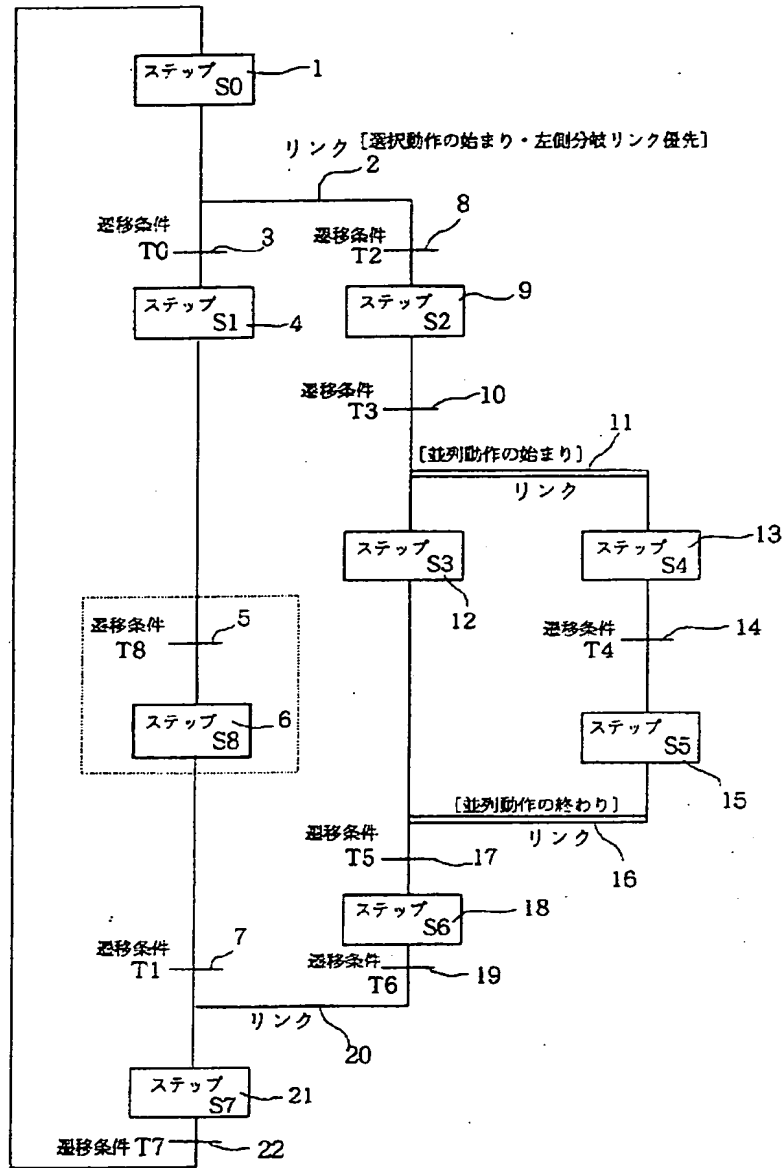 ステップ
S0
1
リンク [選択動作の始まり・左側分岐リンク優先]
2
遷移条件
T0
3
遷移条件
T2
8
ステップ
S1
4
ステップ
S2
9
遷移条件
T3
10
[並列動作の始まり]
11
リンク
ステップ
S3
12
ステップ
S4
13
遷移条件
T8
5
遷移条件
T4
14
ステップ
S8
6
ステップ
S5
15
[並列動作の終わり]
リンク
16
遷移条件
T5
17
ステップ
S6
18
遷移条件
T1
7
遷移条件
T6
19
リンク
20
ステップ
S7
21
遷移条件 T7
22